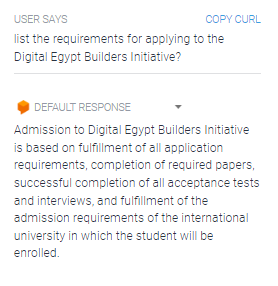 USER SAYS COPY CURL
list the requirements for applying to the
Digital Egypt Builders Initiative?
DEFAULT RESPONSE
Admission to Digital Egypt Builders Initiative
is based on fulfillment of all application
requirements, completion of required papers,
successful completion of all acceptance tests
and interviews, and fulfillment of the
admission requirements of the international
university in which the student will be
enrolled.